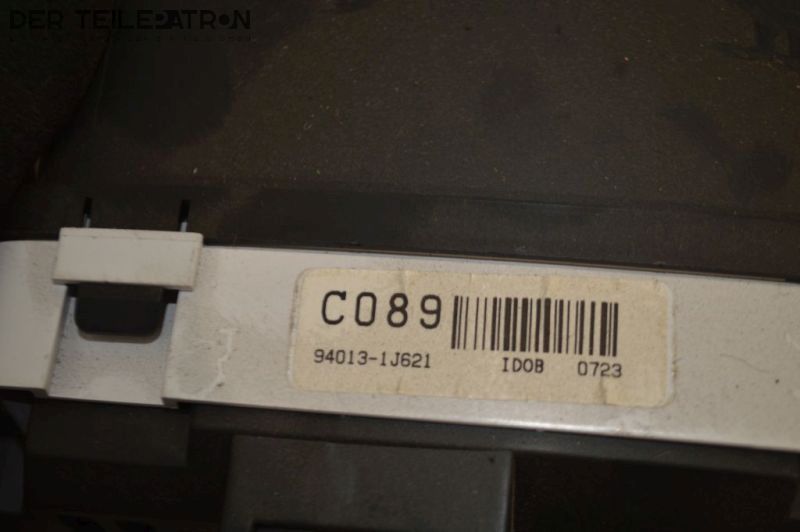 DER TEILEPATRON
C089
94013-1J621 ID0B 0723